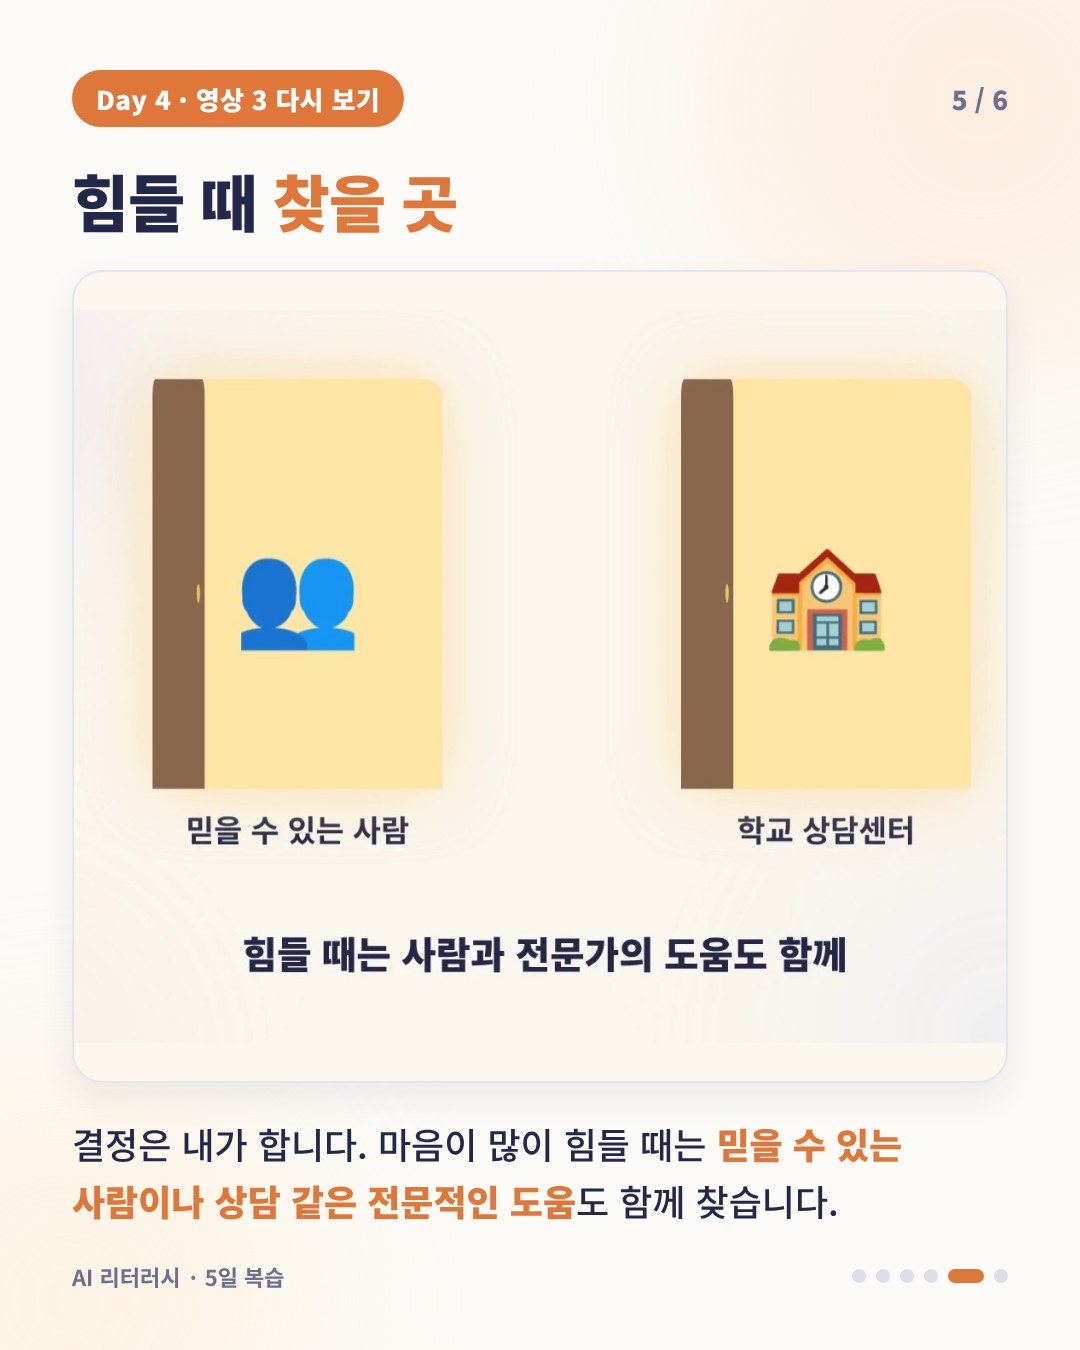 Day 4 · 영상 3 다시 보기
5 / 6
힘들 때 찾을 곳
믿을 수 있는 사람
학교 상담센터
힘들 때는 사람과 전문가의 도움도 함께
결정은 내가 합니다. 마음이 많이 힘들 때는 믿을 수 있는
사람이나 상담 같은 전문적인 도움도 함께 찾습니다.
AI 리터러시 · 5일 복습